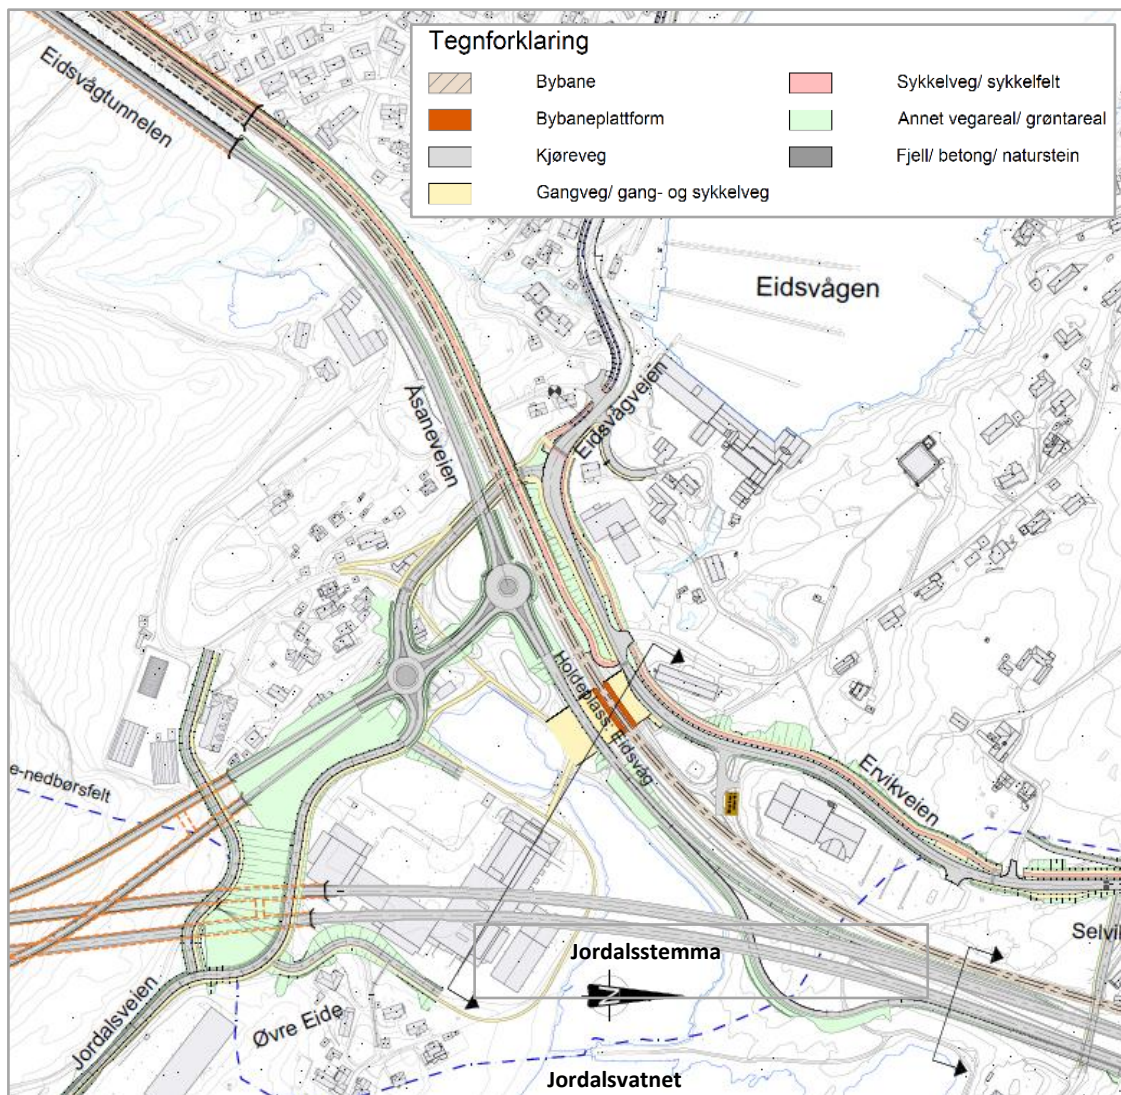 Tegnforklaring
Bybane
Bybaneplattform
Kjøreveg
Gangveg/ gang- og sykkelveg
Sykkelveg/ sykkelfelt
Annet vegareal/ grøntareal
Fjell/ betong/ naturstein
Eidsvågtunnelen
Eidsvågen
Åsaneveien
Eidsvågveien
Holdeplass: Eidsvåg
Ervikveien
e-nedbørsfelt
Selvik
Jordalsstemma
N
Jordalsveien
Øvre Eide
Jordalsvatnet